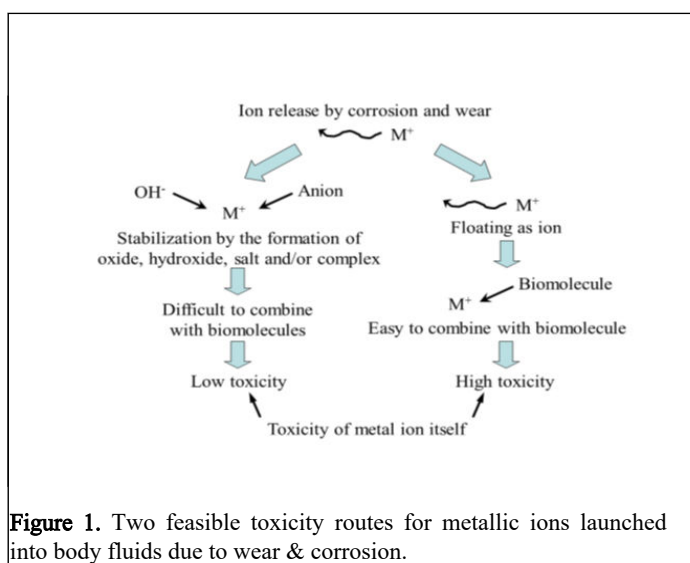 Ion release by corrosion and wear
M⁺
OH⁻
Anion
M⁺
Stabilization by the formation of
oxide, hydroxide, salt and/or complex
Difficult to combine
with biomolecules
Low toxicity
M⁺
Floating as ion
Biomolecule
M⁺
Easy to combine with biomolecule
High toxicity
Toxicity of metal ion itself
Figure 1. Two feasible toxicity routes for metallic ions launched
into body fluids due to wear & corrosion.